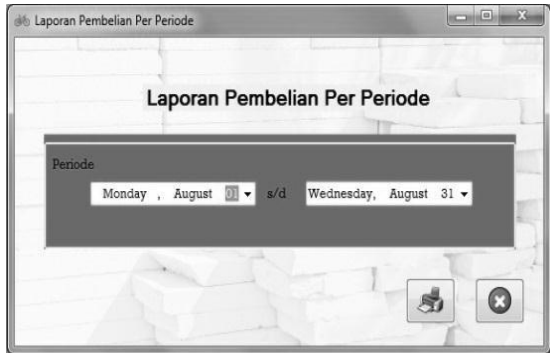 Laporan Pembelian Per Periode
Laporan Pembelian Per Periode
Periode
Monday , August 01 s/d Wednesday, August 31